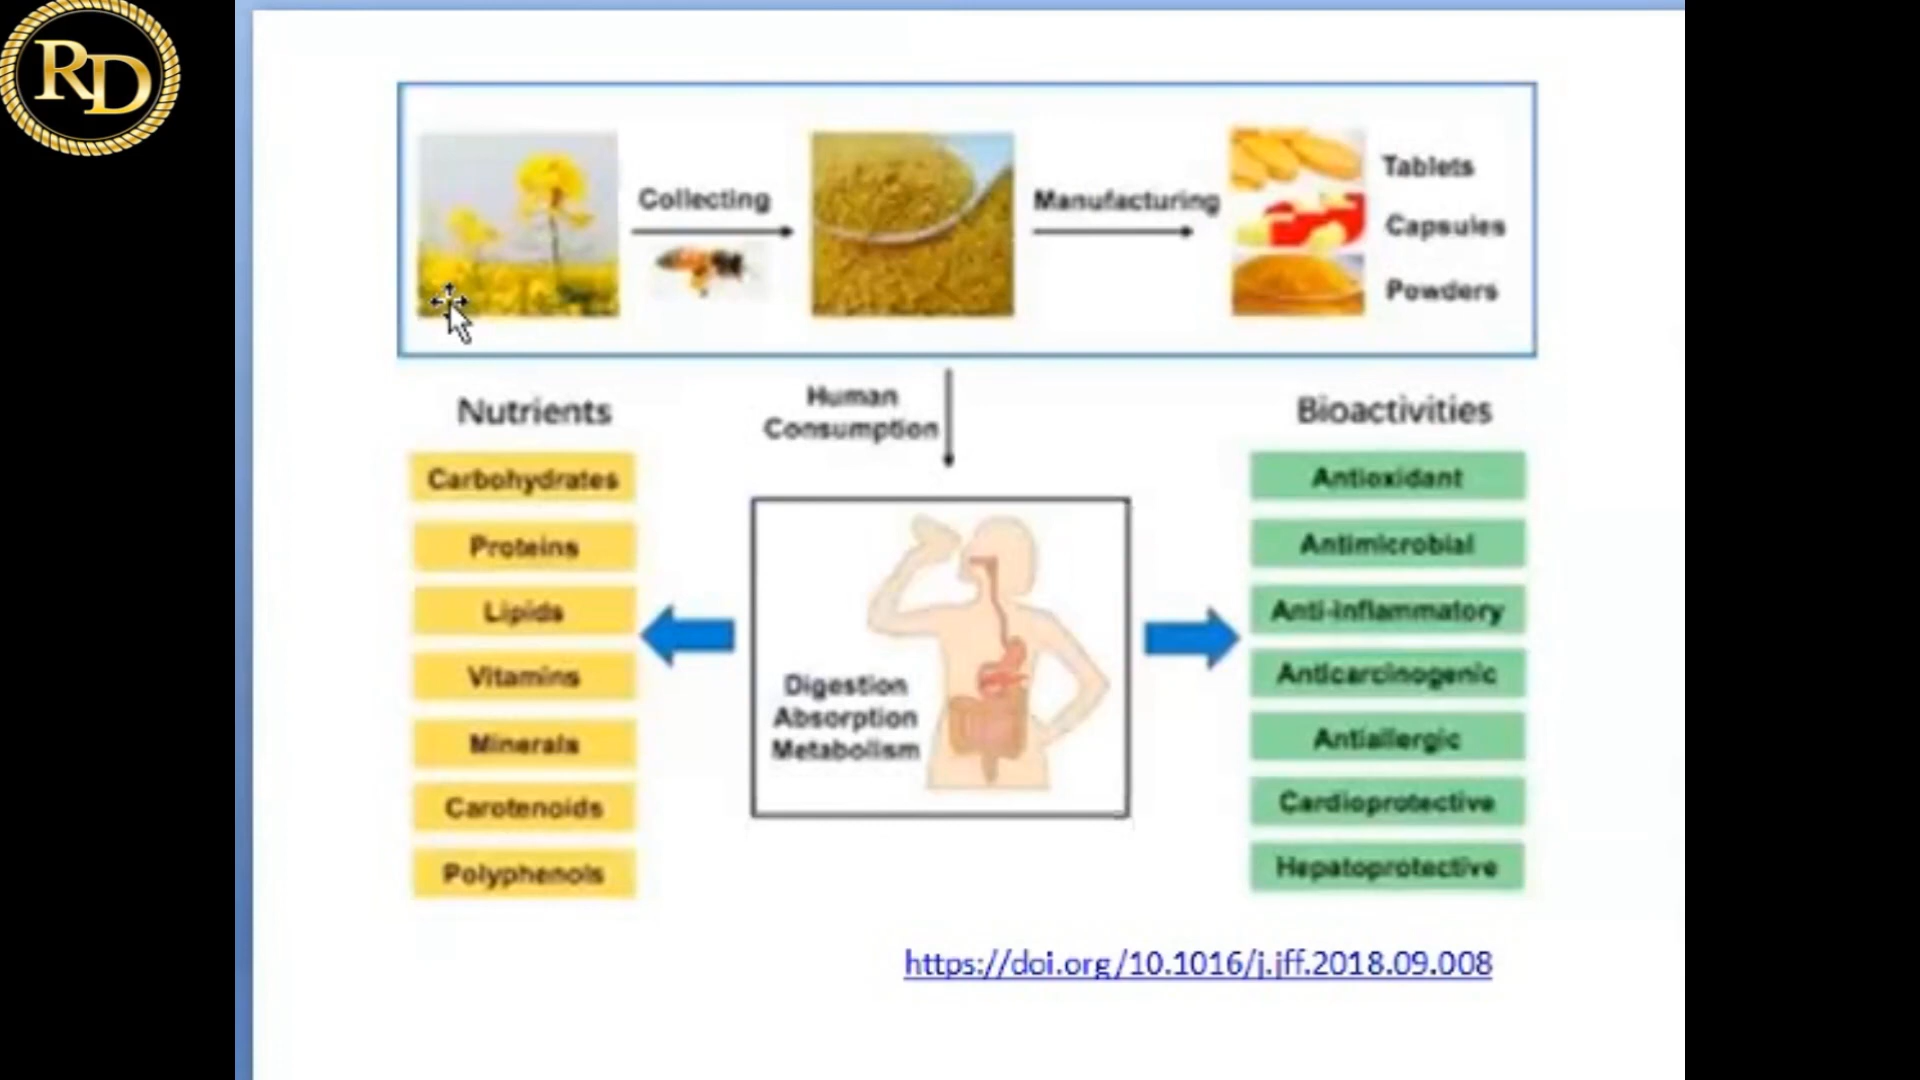 RD
Collecting
Manufacturing
Tablets
Capsules
Powders
Human
Consumption
Nutrients
Carbohydrates
Proteins
Lipids
Vitamins
Minerals
Carotenoids
Polyphenols
Digestion
Absorption
Metabolism
Bioactivities
Antioxidant
Antimicrobial
Anti-inflammatory
Anticarcinogenic
Antiallergic
Cardioprotective
Hepatoprotective
https://doi.org/10.1016/j.jff.2018.09.008